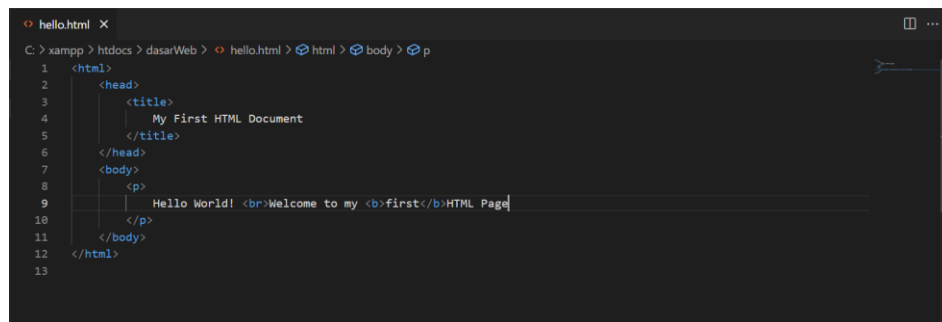 hello.html
C: > xampp > htdocs > dasarWeb > hello.html > html > body > p
1 <html>
2 <head>
3 <title>
4 My First HTML Document
5 </title>
6 </head>
7 <body>
8 <p>
9 Hello World! <br>Welcome to my <b>first</b>HTML Page
10 </p>
11 </body>
12 </html>
13